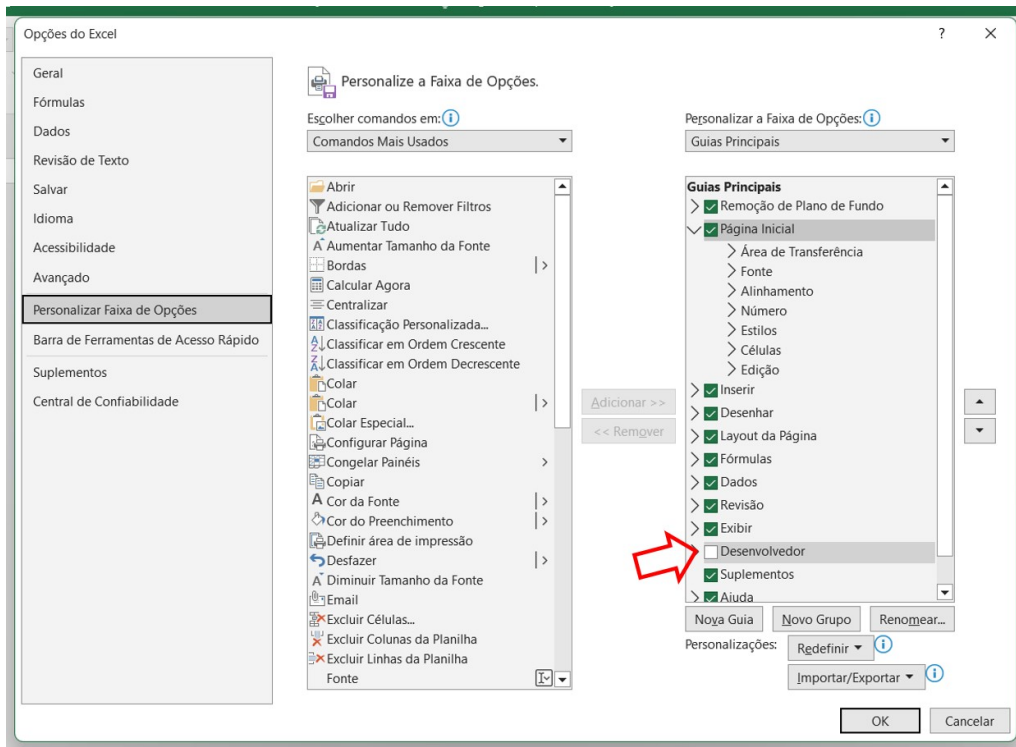 Opções do Excel
?
Geral
Fórmulas
Dados
Revisão de Texto
Salvar
Idioma
Acessibilidade
Avançado
Personalizar Faixa de Opções
Barra de Ferramentas de Acesso Rápido
Suplementos
Central de Confiabilidade
Personalize a Faixa de Opções.
Escolher comandos em:
Comandos Mais Usados
Abrir
Adicionar ou Remover Filtros
Atualizar Tudo
Aumentar Tamanho da Fonte
Bordas
Calcular Agora
Centralizar
Classificação Personalizada...
Classificar em Ordem Crescente
Classificar em Ordem Decrescente
Colar
Colar
Colar Especial...
Configurar Página
Congelar Painéis
Copiar
Cor da Fonte
Cor do Preenchimento
Definir área de impressão
Desfazer
Diminuir Tamanho da Fonte
Email
Excluir Células...
Excluir Colunas da Planilha
Excluir Linhas da Planilha
Fonte
Adicionar >>
<< Remover
Personalizar a Faixa de Opções:
Guias Principais
Guias Principais
Remoção de Plano de Fundo
Página Inicial
Área de Transferência
Fonte
Alinhamento
Número
Estilos
Células
Edição
Inserir
Desenhar
Layout da Página
Fórmulas
Dados
Revisão
Exibir
Desenvolvedor
Suplementos
Ajuda
Nova Guia
Novo Grupo
Renomear...
Personalizações:
Redefinir
Importar/Exportar
OK
Cancelar